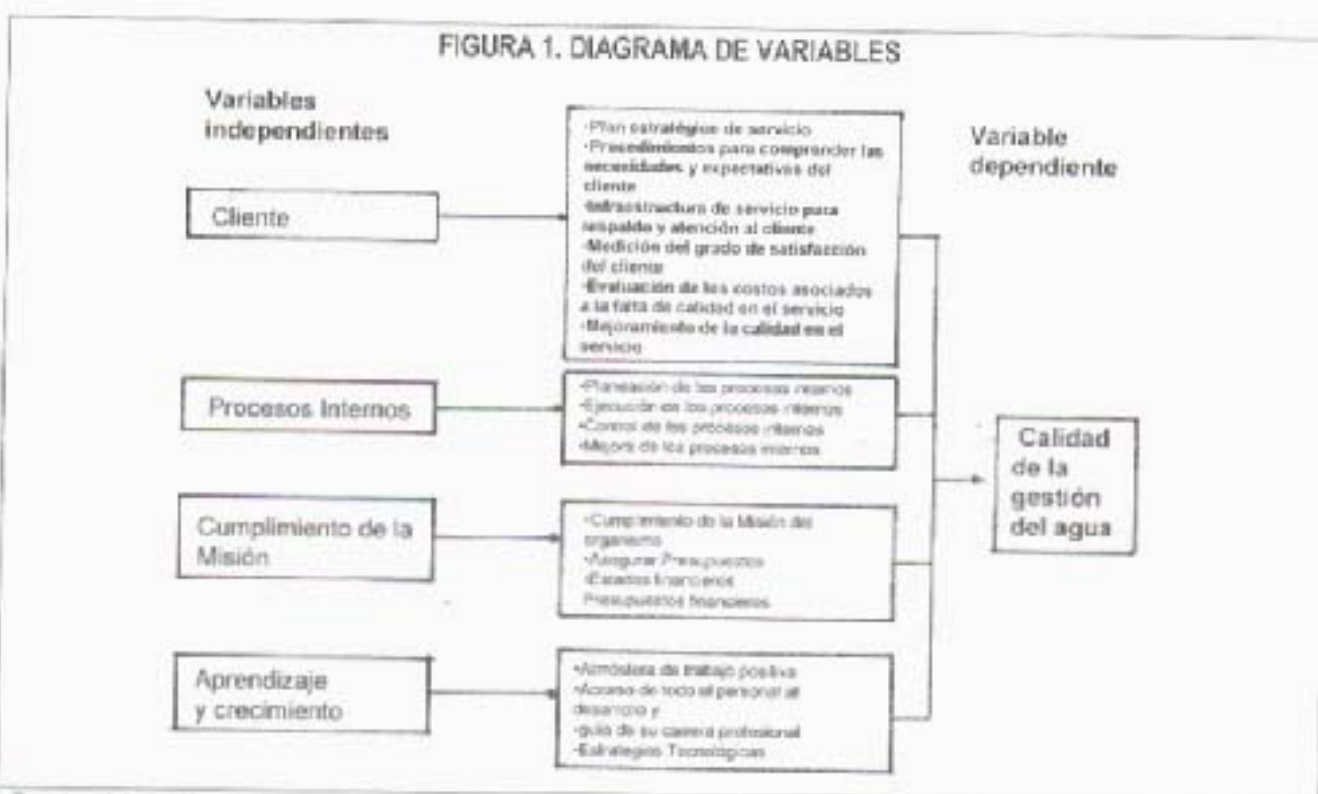 FIGURA 1. DIAGRAMA DE VARIABLES
Variables
independientes
Variable
dependiente
Cliente
•Plan estratégico de servicio
•Procedimientos para comprender las
necesidades y expectativas del
cliente
•Infraestructura de servicio para
respaldo y atención al cliente
•Medición del grado de satisfacción
del cliente
•Evaluación de los costos asociados
a la falta de calidad en el servicio
•Mejoramiento de la calidad en el
servicio
Procesos Internos
•Planeación de los procesos internos
•Ejecución de los procesos internos
•Control de los procesos internos
•Mejora de los procesos internos
Cumplimiento de la
Misión
•Cumplimiento de la Misión del
organismo
•Asegurar Presupuestos
•Estados financieros
Presupuestos financieros
Aprendizaje
y crecimiento
•Atmósfera de trabajo positiva
•Acceso de todo el personal al
desarrollo y
•guía de su carrera profesional
•Estrategias Tecnológicas
Calidad
de la
gestión
del agua